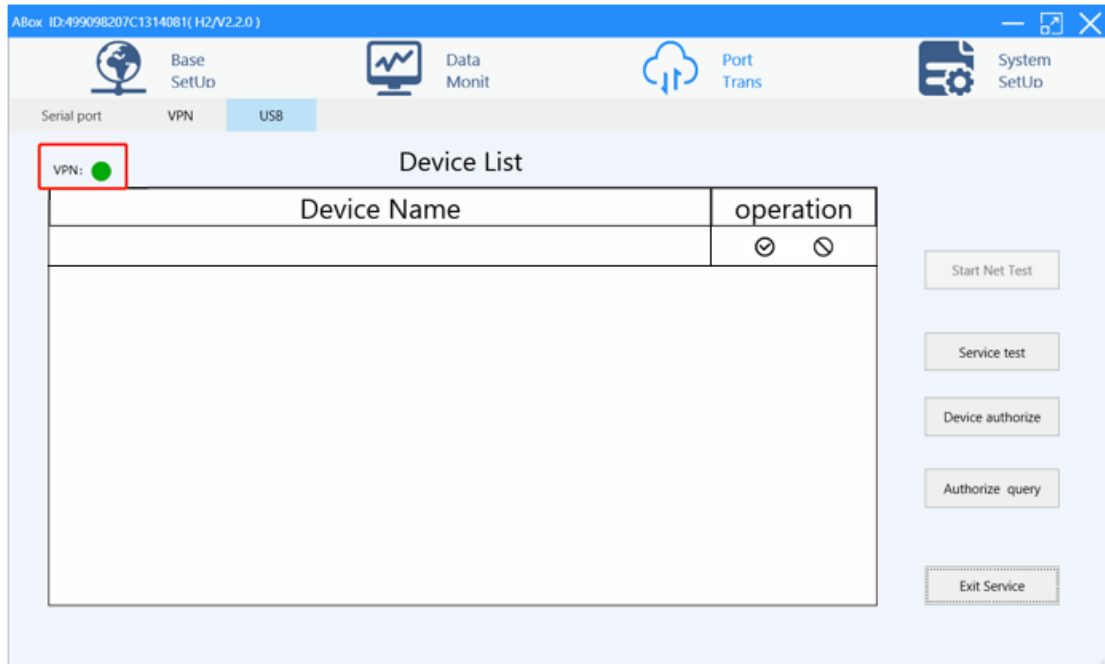 ABox ID:499098207C1314081( H2/V2.2.0 )
Base
SetUp
Data
Monit
Port
Trans
System
SetUp
Serial port
VPN
USB
VPN:
Device List
Device Name
operation
Start Net Test
Service test
Device authorize
Authorize query
Exit Service